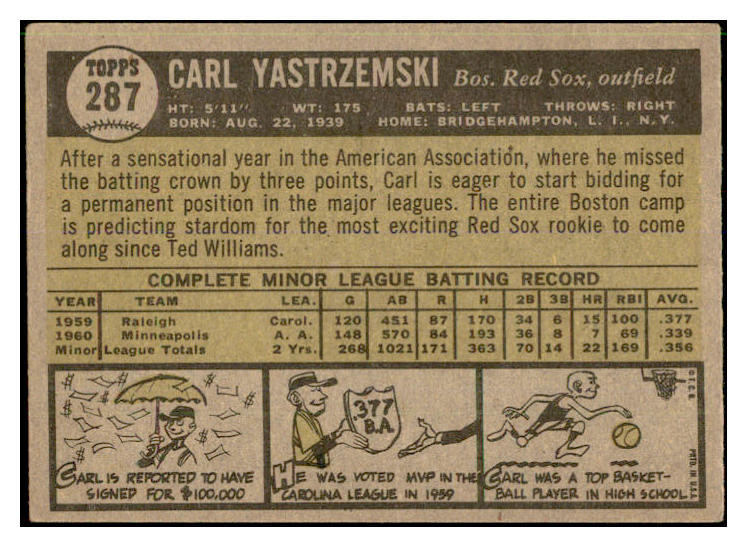 TOPPS
287
CARL YASTRZEMSKI Bos. Red Sox, outfield
HT: 5'11" WT: 175 BATS: LEFT THROWS: RIGHT
BORN: AUG. 22, 1939 HOME: BRIDGEHAMPTON, L. I., N.Y.
After a sensational year in the American Association, where he missed
the batting crown by three points, Carl is eager to start bidding for
a permanent position in the major leagues. The entire Boston camp
is predicting stardom for the most exciting Red Sox rookie to come
along since Ted Williams.
COMPLETE MINOR LEAGUE BATTING RECORD
YEAR TEAM LEA. G AB R H 2B 3B HR RBI AVG.
1959 Raleigh Carol. 120 451 87 170 34 6 15 100 .377
1960 Minneapolis A. A. 148 570 84 193 36 8 7 69 .339
Minor League Totals 2 Yrs. 268 1021 171 363 70 14 22 169 .356
$ $ $ $
CARL IS REPORTED TO HAVE
SIGNED FOR $100,000
.377
B.A.
HE WAS VOTED MVP IN THE
CAROLINA LEAGUE IN 1959
CARL WAS A TOP BASKET-
BALL PLAYER IN HIGH SCHOOL.
© T.C.G.
PRTD. IN U.S.A.